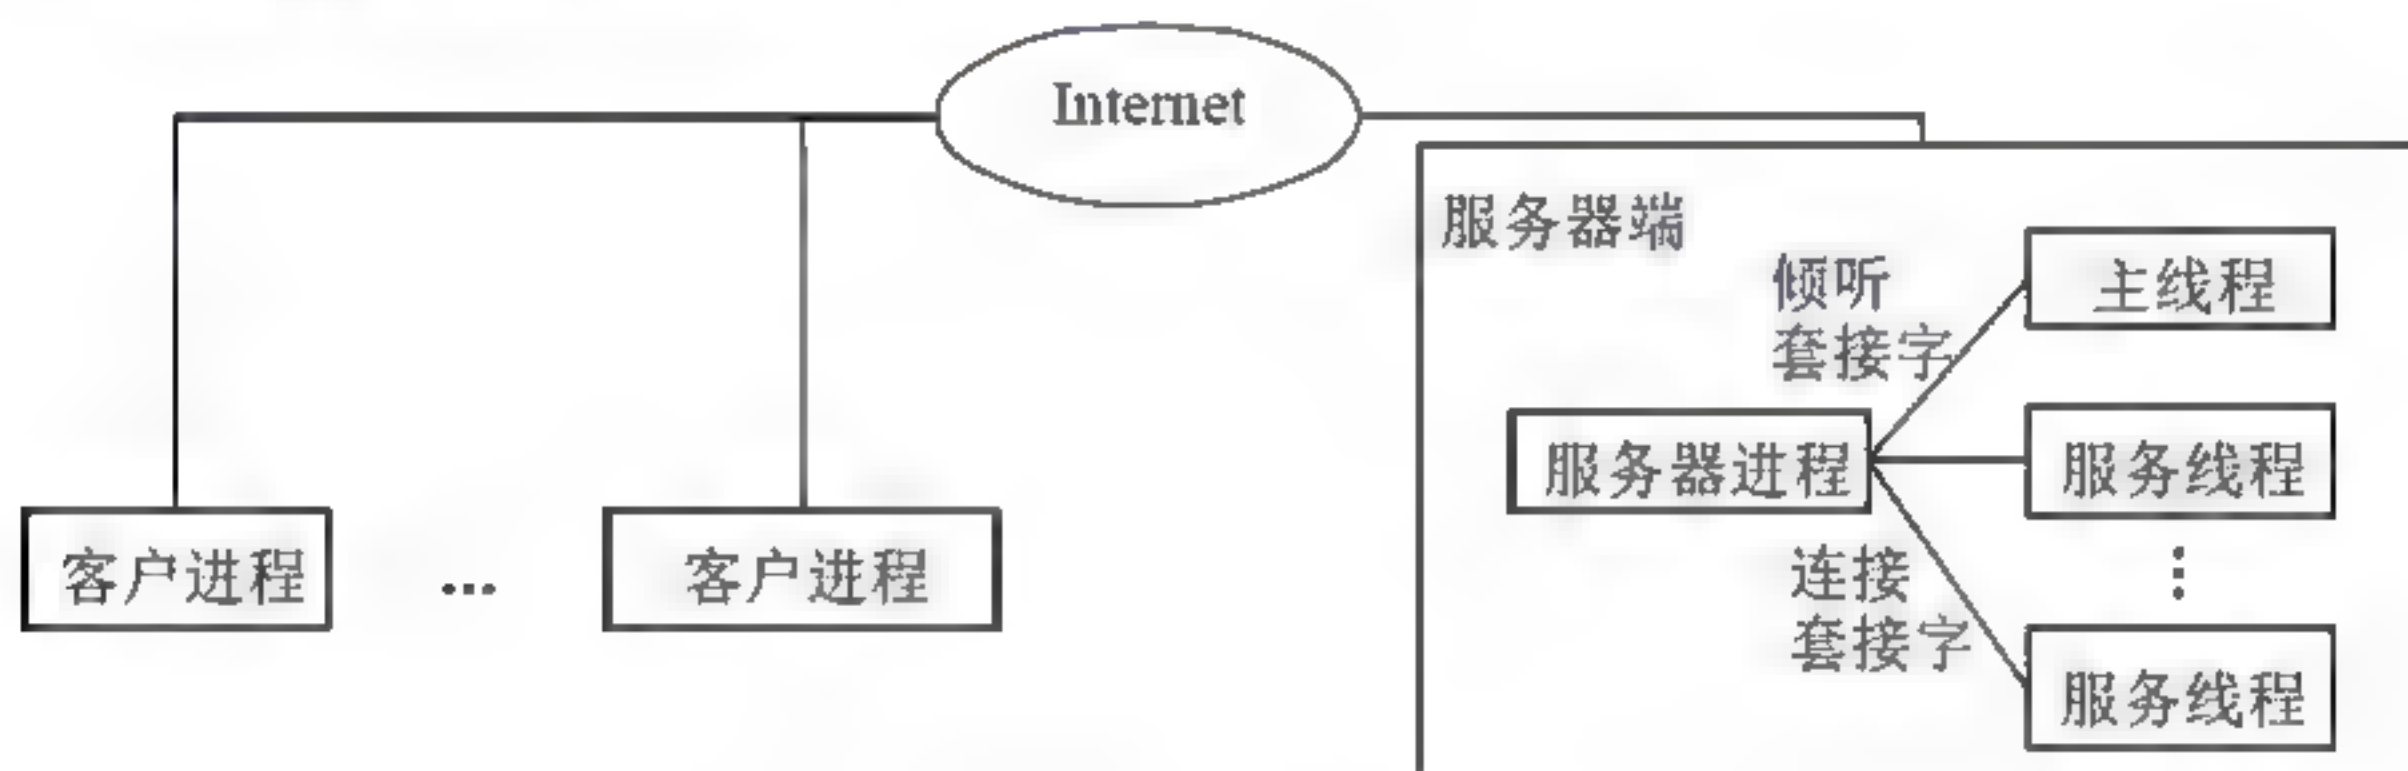 Internet
服务器端
倾听
套接字
主线程
服务器进程
服务线程
连接
套接字
⋮
服务线程
客户进程
...
客户进程